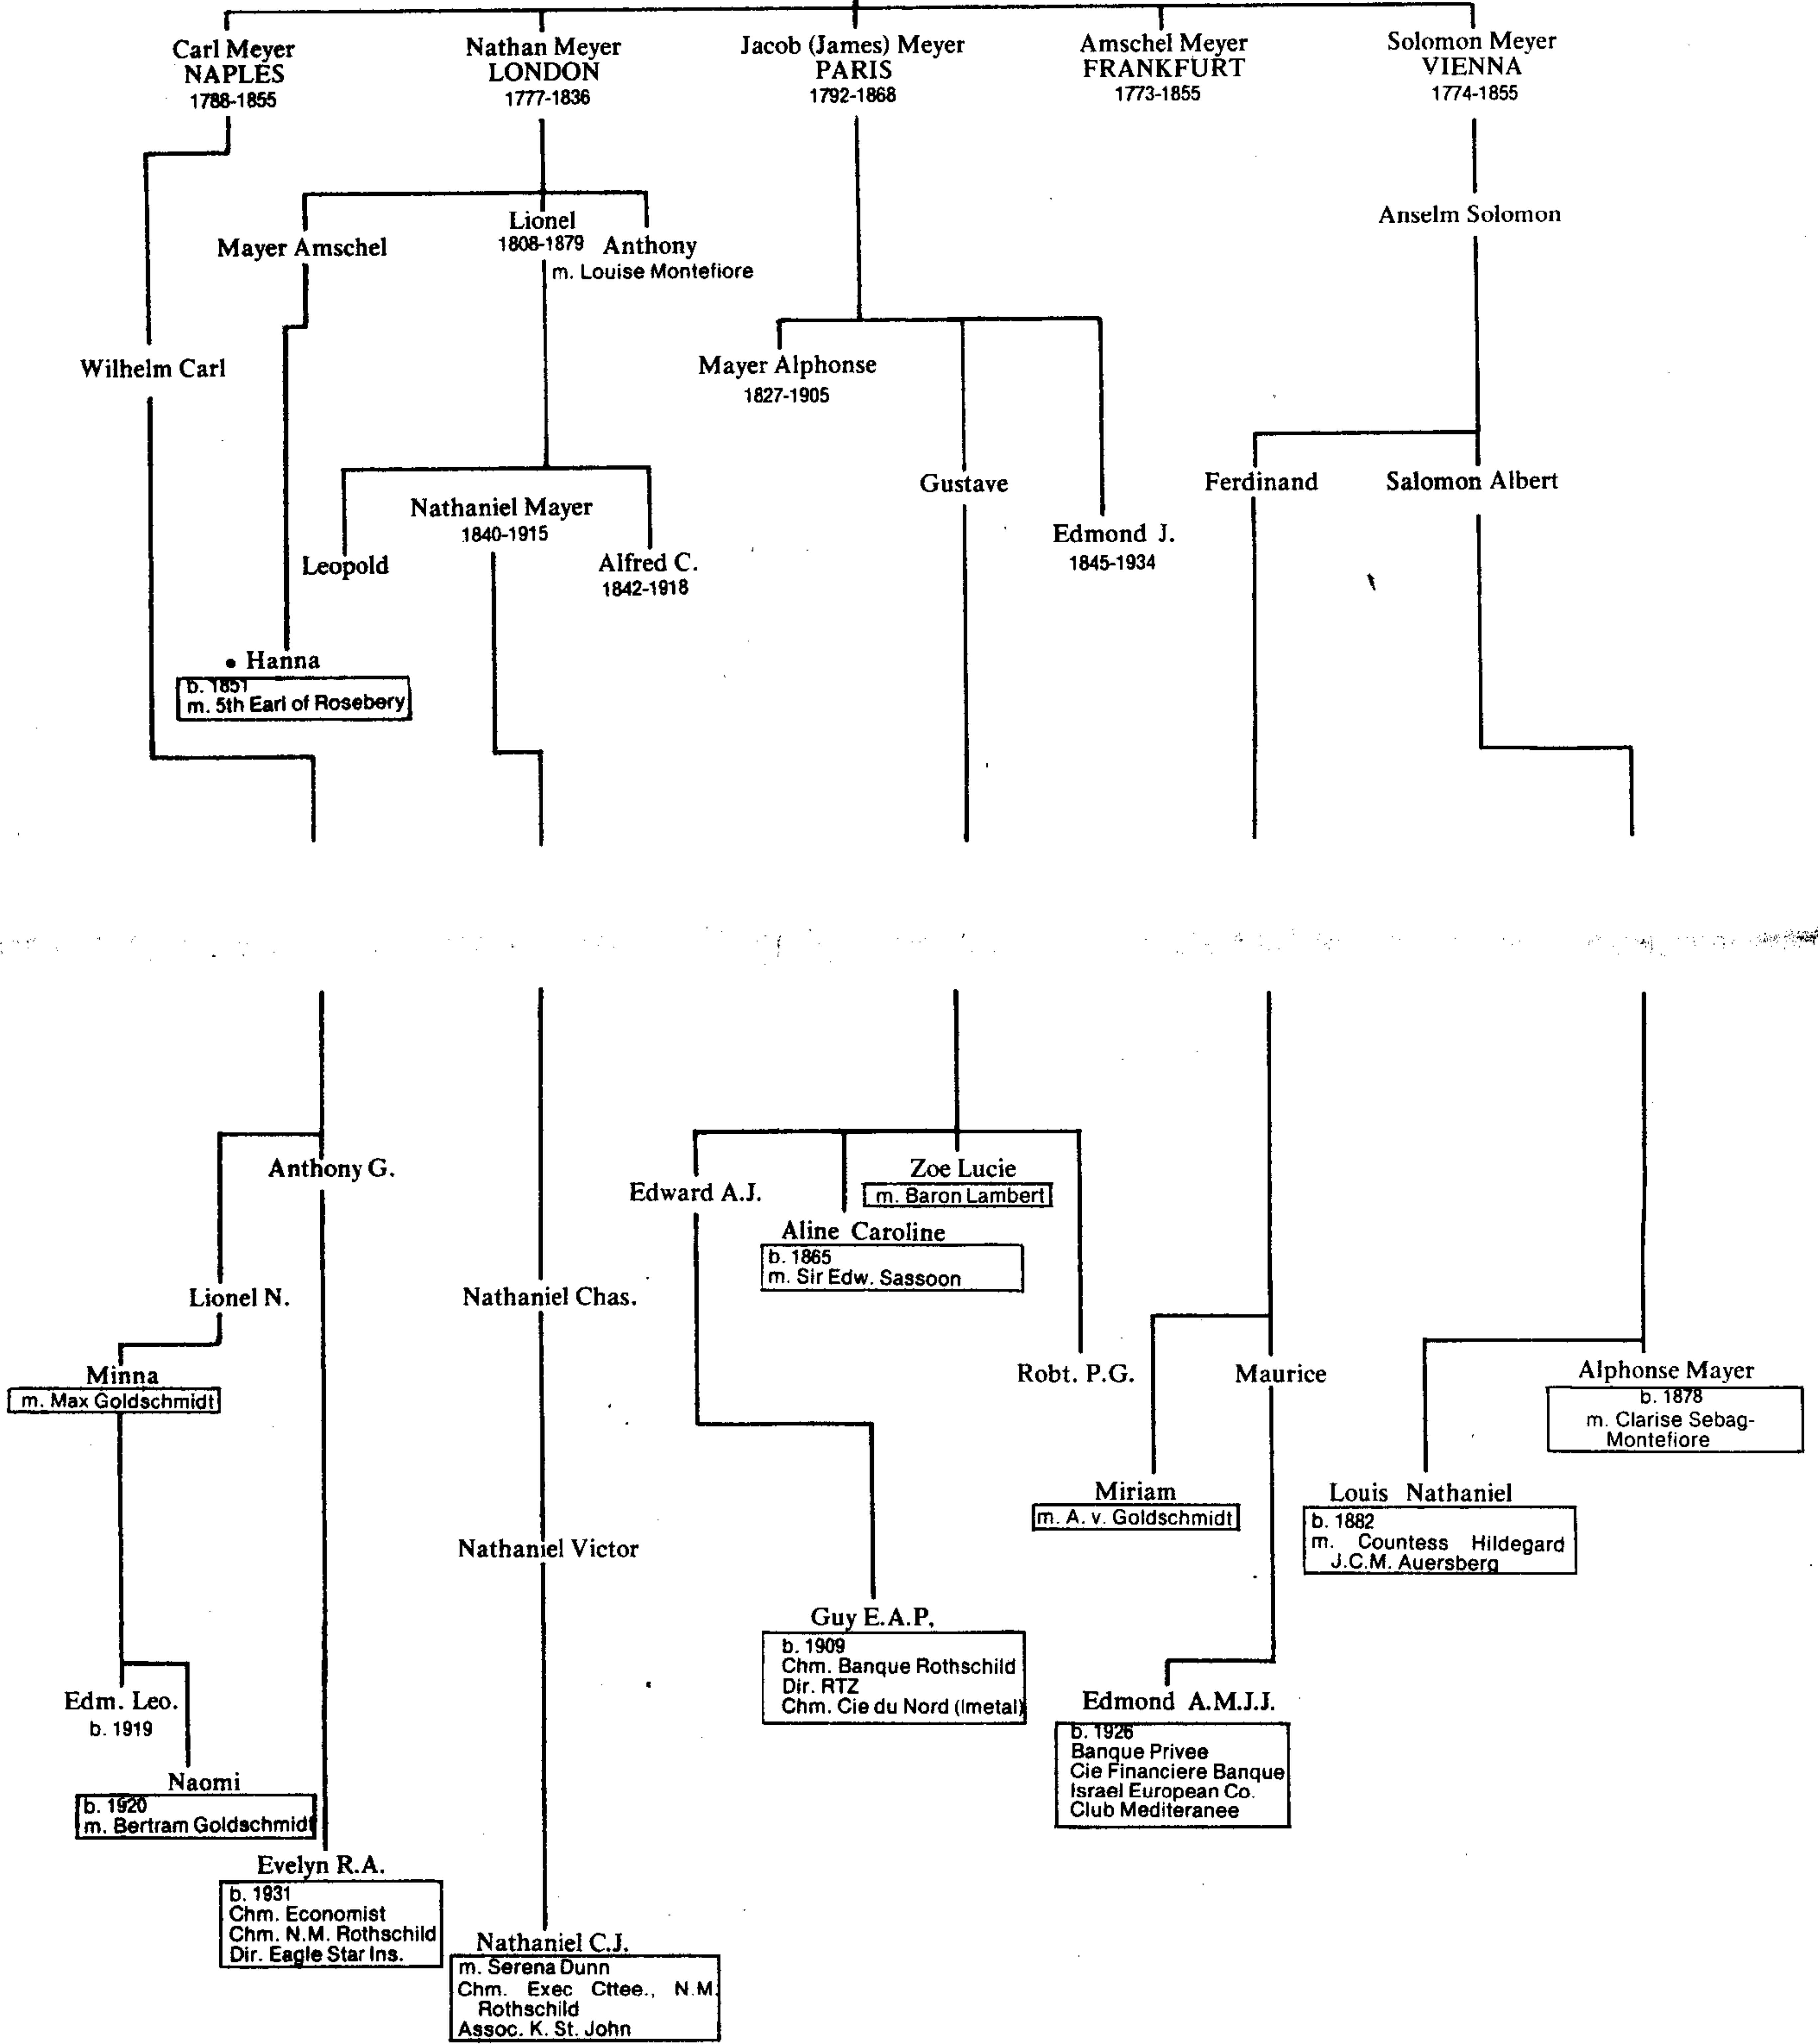 Carl Meyer
NAPLES
1788-1855
Nathan Meyer
LONDON
1777-1836
Jacob (James) Meyer
PARIS
1792-1868
Amschel Meyer
FRANKFURT
1773-1855
Solomon Meyer
VIENNA
1774-1855
Mayer Amschel
Lionel
1808-1879
Anthony
m. Louise Montefiore
Anselm Solomon
Wilhelm Carl
Mayer Alphonse
1827-1905
Gustave
Edmond J.
1845-1934
Ferdinand
Salomon Albert
Leopold
Nathaniel Mayer
1840-1915
Alfred C.
1842-1918
• Hanna
b. 1851
m. 5th Earl of Rosebery
Anthony G.
Edward A.J.
Zoe Lucie
m. Baron Lambert
Aline Caroline
b. 1865
m. Sir Edw. Sassoon
Lionel N.
Nathaniel Chas.
Minna
m. Max Goldschmidt
Robt. P.G.
Maurice
Alphonse Mayer
b. 1878
m. Clarise Sebag-
Montefiore
Miriam
m. A. v. Goldschmidt
Louis Nathaniel
b. 1882
m. Countess Hildegard
J.C.M. Auersberg
Nathaniel Victor
Guy E.A.P,
b. 1909
Chm. Banque Rothschild
Dir. RTZ
Chm. Cie du Nord (Imetal)
Edm. Leo.
b. 1919
Edmond A.M.J.J.
b. 1926
Banque Privee
Cie Financiere Banque
Israel European Co.
Club Mediteranee
Naomi
b. 1920
m. Bertram Goldschmidt
Evelyn R.A.
b. 1931
Chm. Economist
Chm. N.M. Rothschild
Dir. Eagle Star Ins.
Nathaniel C.J.
m. Serena Dunn
Chm. Exec Cttee., N.M.
Rothschild
Assoc. K. St. John